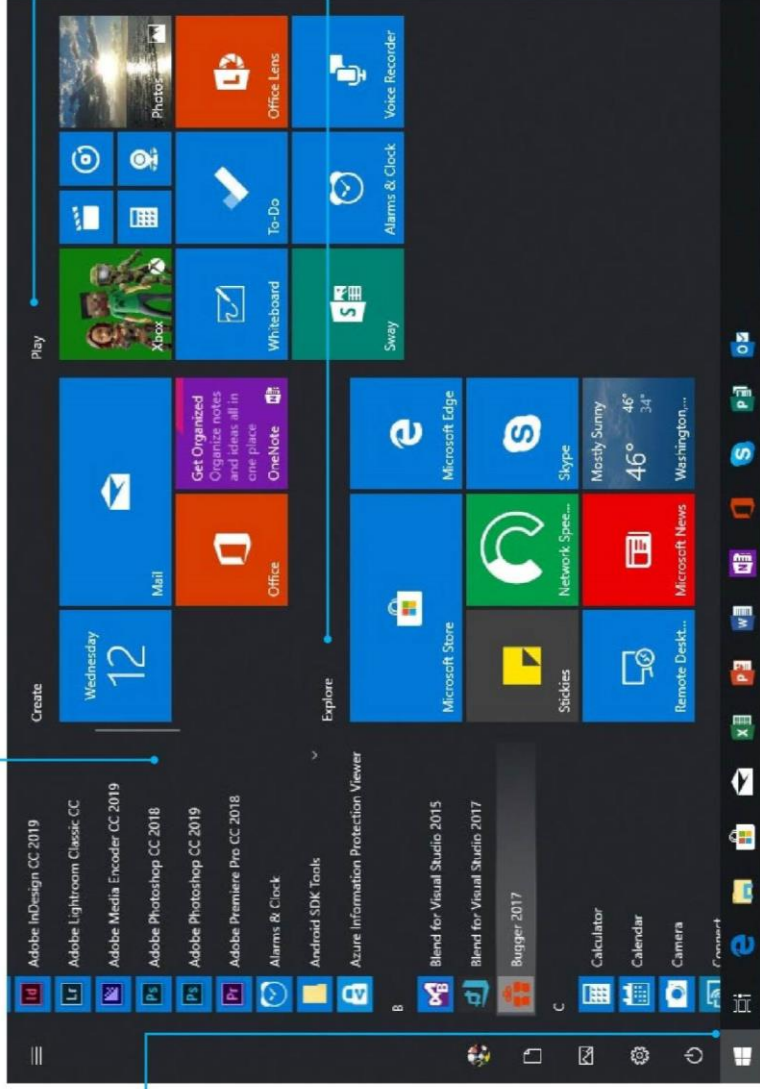 Adobe InDesign CC 2019
Adobe Lightroom Classic CC
Adobe Media Encoder CC 2019
Adobe Photoshop CC 2018
Adobe Photoshop CC 2019
Adobe Premiere Pro CC 2018
Alarms & Clock
Android SDK Tools
Azure Information Protection Viewer
B
Blend for Visual Studio 2015
Blend for Visual Studio 2017
Bugger 2017
C
Calculator
Calendar
Camera
Connect
Create
Wednesday
12
Mail
Office
Get Organized
Organize notes
and ideas all in
one place
OneNote
Explore
Microsoft Store
Microsoft Edge
Stickies
Network Spee...
Skype
Remote Deskt...
Microsoft News
Mostly Sunny
46°
46°
34°
Washington,...
Play
Xbox
Photos
Whiteboard
To-Do
Office Lens
Sway
Alarms & Clock
Voice Recorder